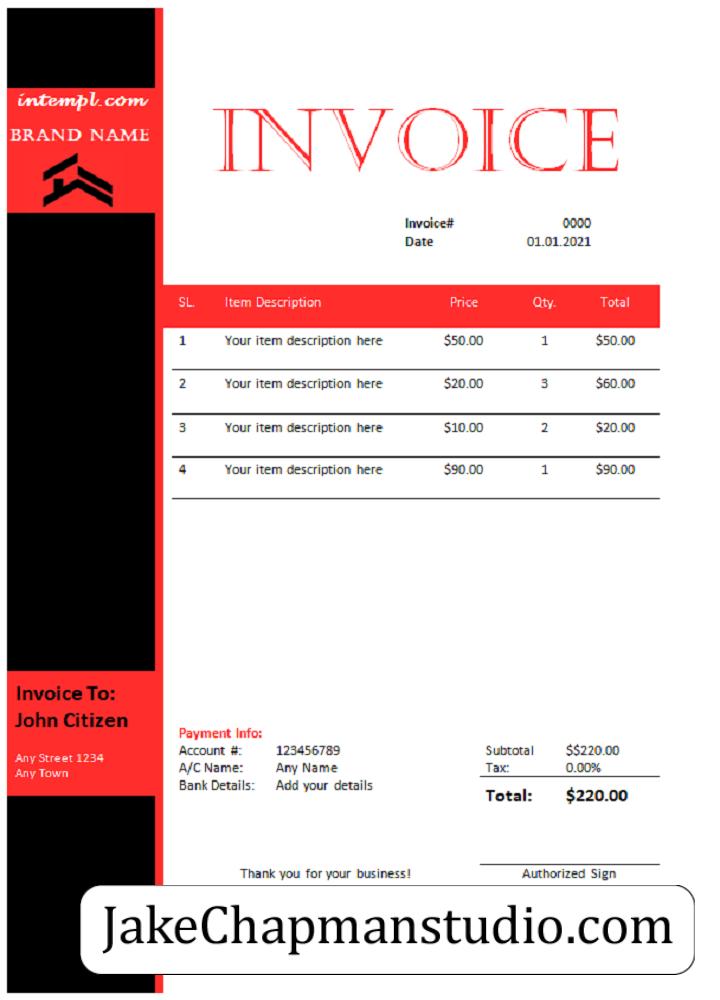 intempl.com
BRAND NAME
INVOICE
Invoice# 0000
Date 01.01.2021
SL. Item Description Price Qty. Total
1 Your item description here $50.00 1 $50.00
2 Your item description here $20.00 3 $60.00
3 Your item description here $10.00 2 $20.00
4 Your item description here $90.00 1 $90.00
Invoice To:
John Citizen
Any Street 1234
Any Town
Payment Info:
Account #: 123456789
A/C Name: Any Name
Bank Details: Add your details
Subtotal $$220.00
Tax: 0.00%
Total: $220.00
Thank you for your business!
Authorized Sign
JakeChapmanstudio.com